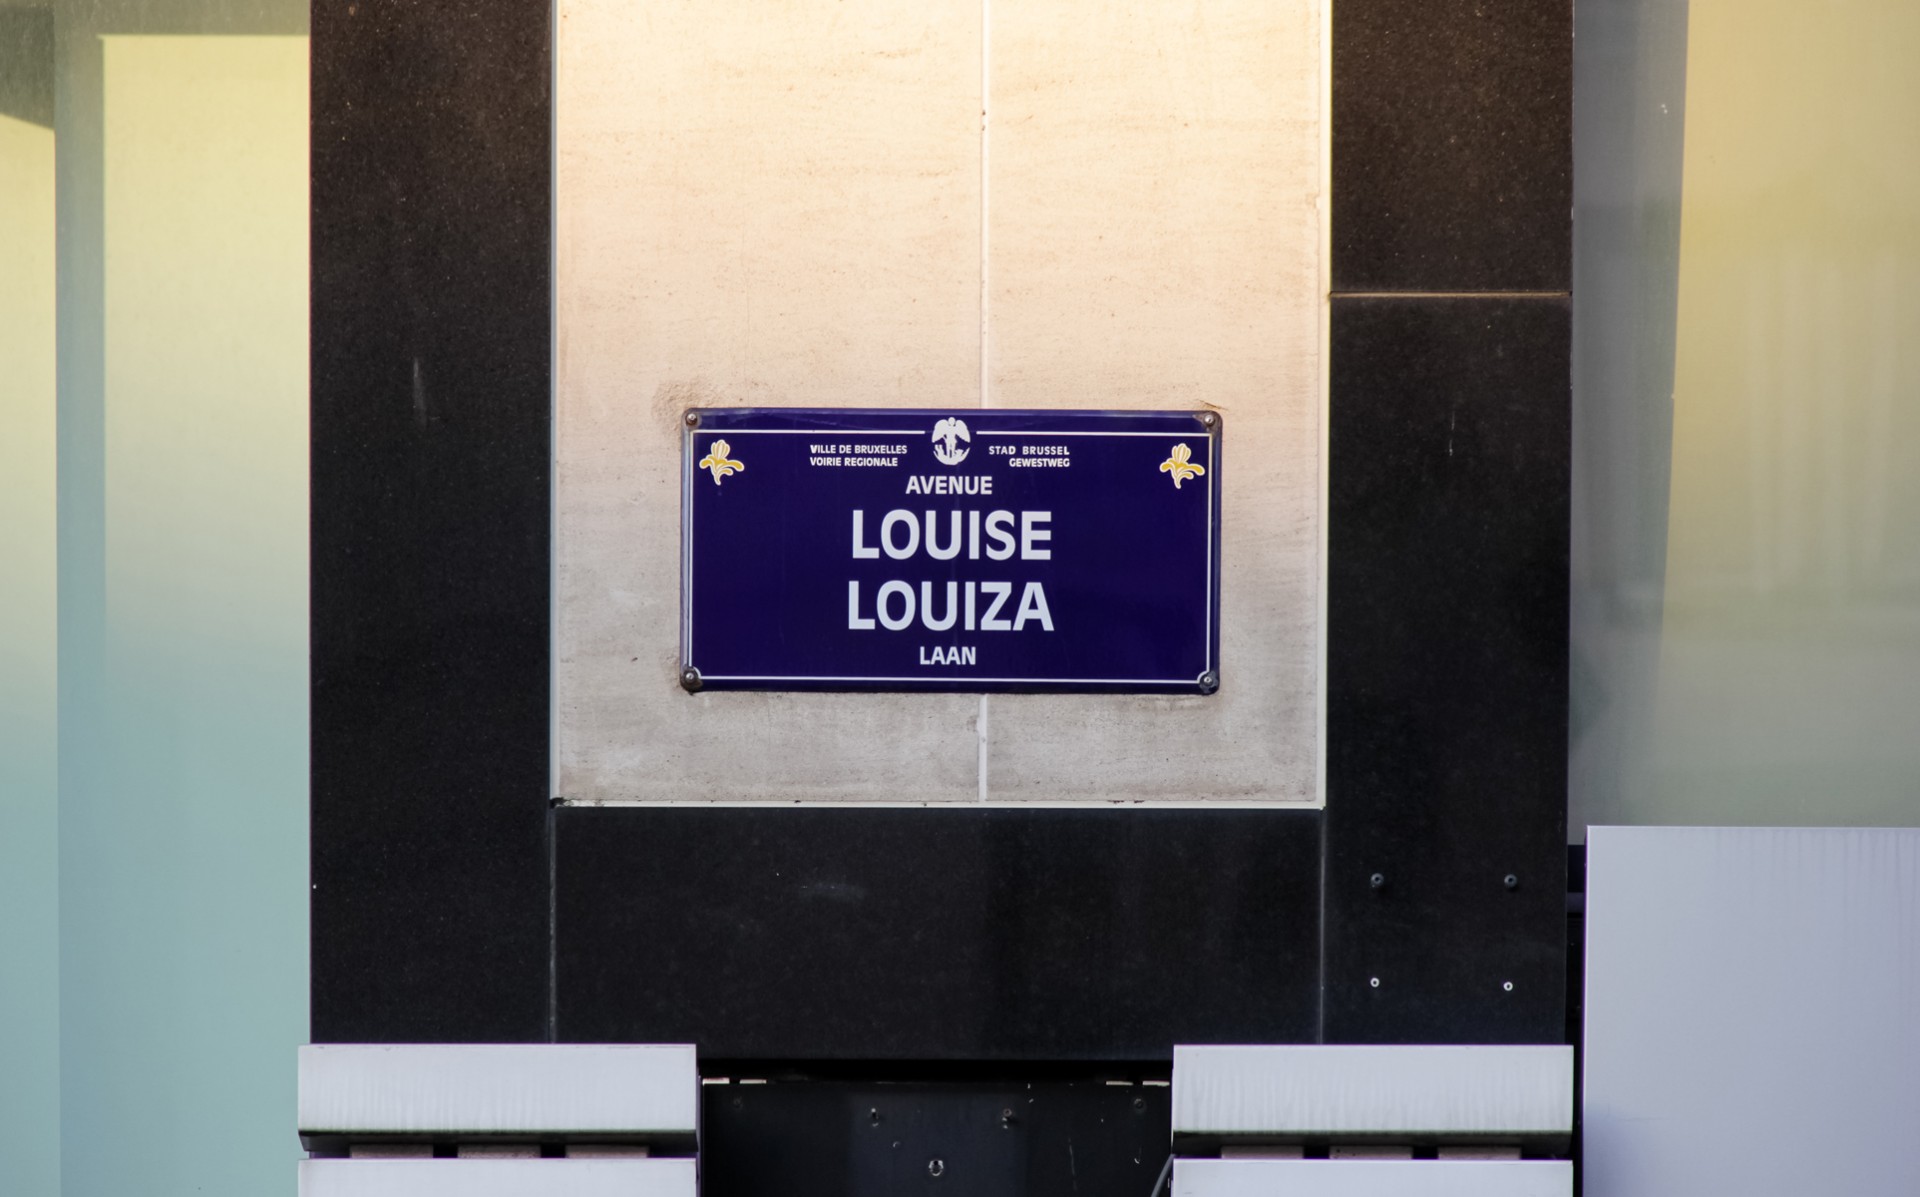 VILLE DE BRUXELLES
VOIRIE REGIONALE
STAD BRUSSEL
GEWESTWEG
AVENUE
LOUISE
LOUIZA
LAAN